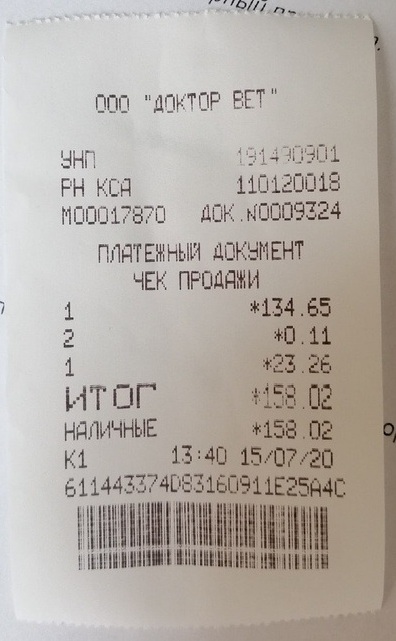 ООО "ДОКТОР ВЕТ"
УНП 191490901
РН КСА 110120018
М00017870 ДОК.N0009324
ПЛАТЕЖНЫЙ ДОКУМЕНТ
ЧЕК ПРОДАЖИ
1 *134.65
2 *0.11
1 *23.26
ИТОГ *158.02
НАЛИЧНЫЕ *158.02
К1 13:40 15/07/20
611443374D83160911E25A4C